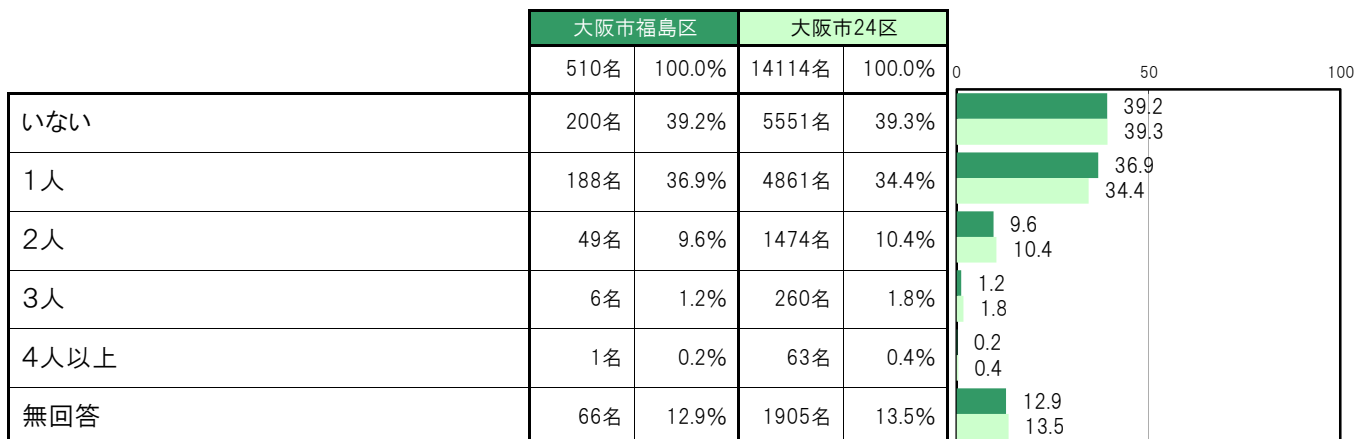 大阪市福島区 大阪市24区
510名 100.0% 14114名 100.0% 0 50 100
いない 200名 39.2% 5551名 39.3% 39.2
39.3
1人 188名 36.9% 4861名 34.4% 36.9
34.4
2人 49名 9.6% 1474名 10.4% 9.6
10.4
3人 6名 1.2% 260名 1.8% 1.2
1.8
4人以上 1名 0.2% 63名 0.4% 0.2
0.4
無回答 66名 12.9% 1905名 13.5% 12.9
13.5